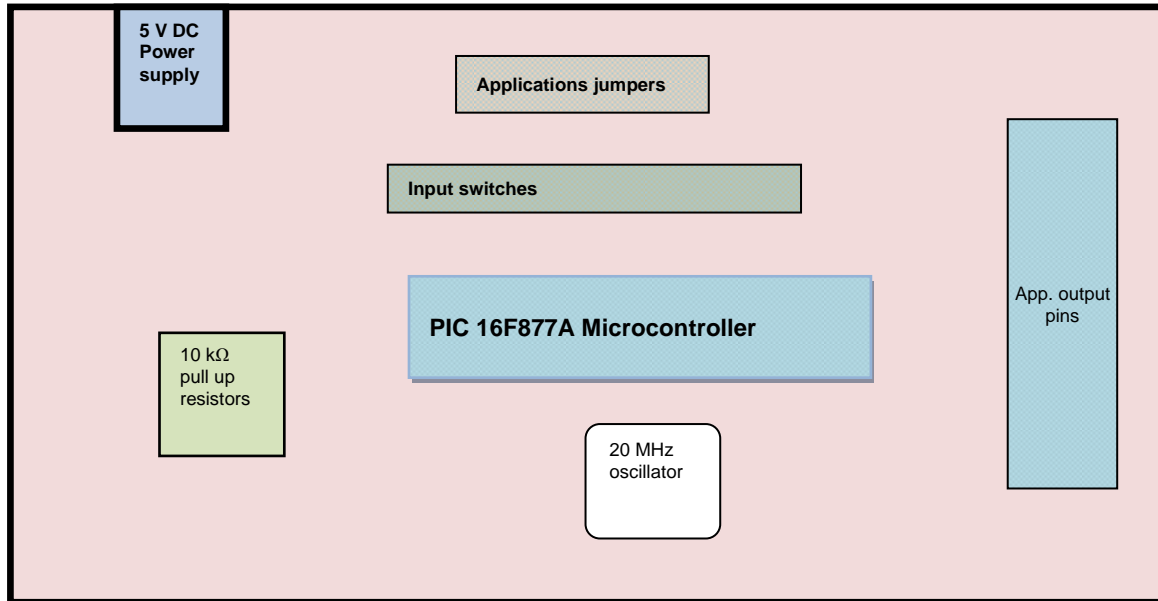 5 V DC
Power
supply
Applications jumpers
Input switches
App. output
pins
PIC 16F877A Microcontroller
10 kΩ
pull up
resistors
20 MHz
oscillator